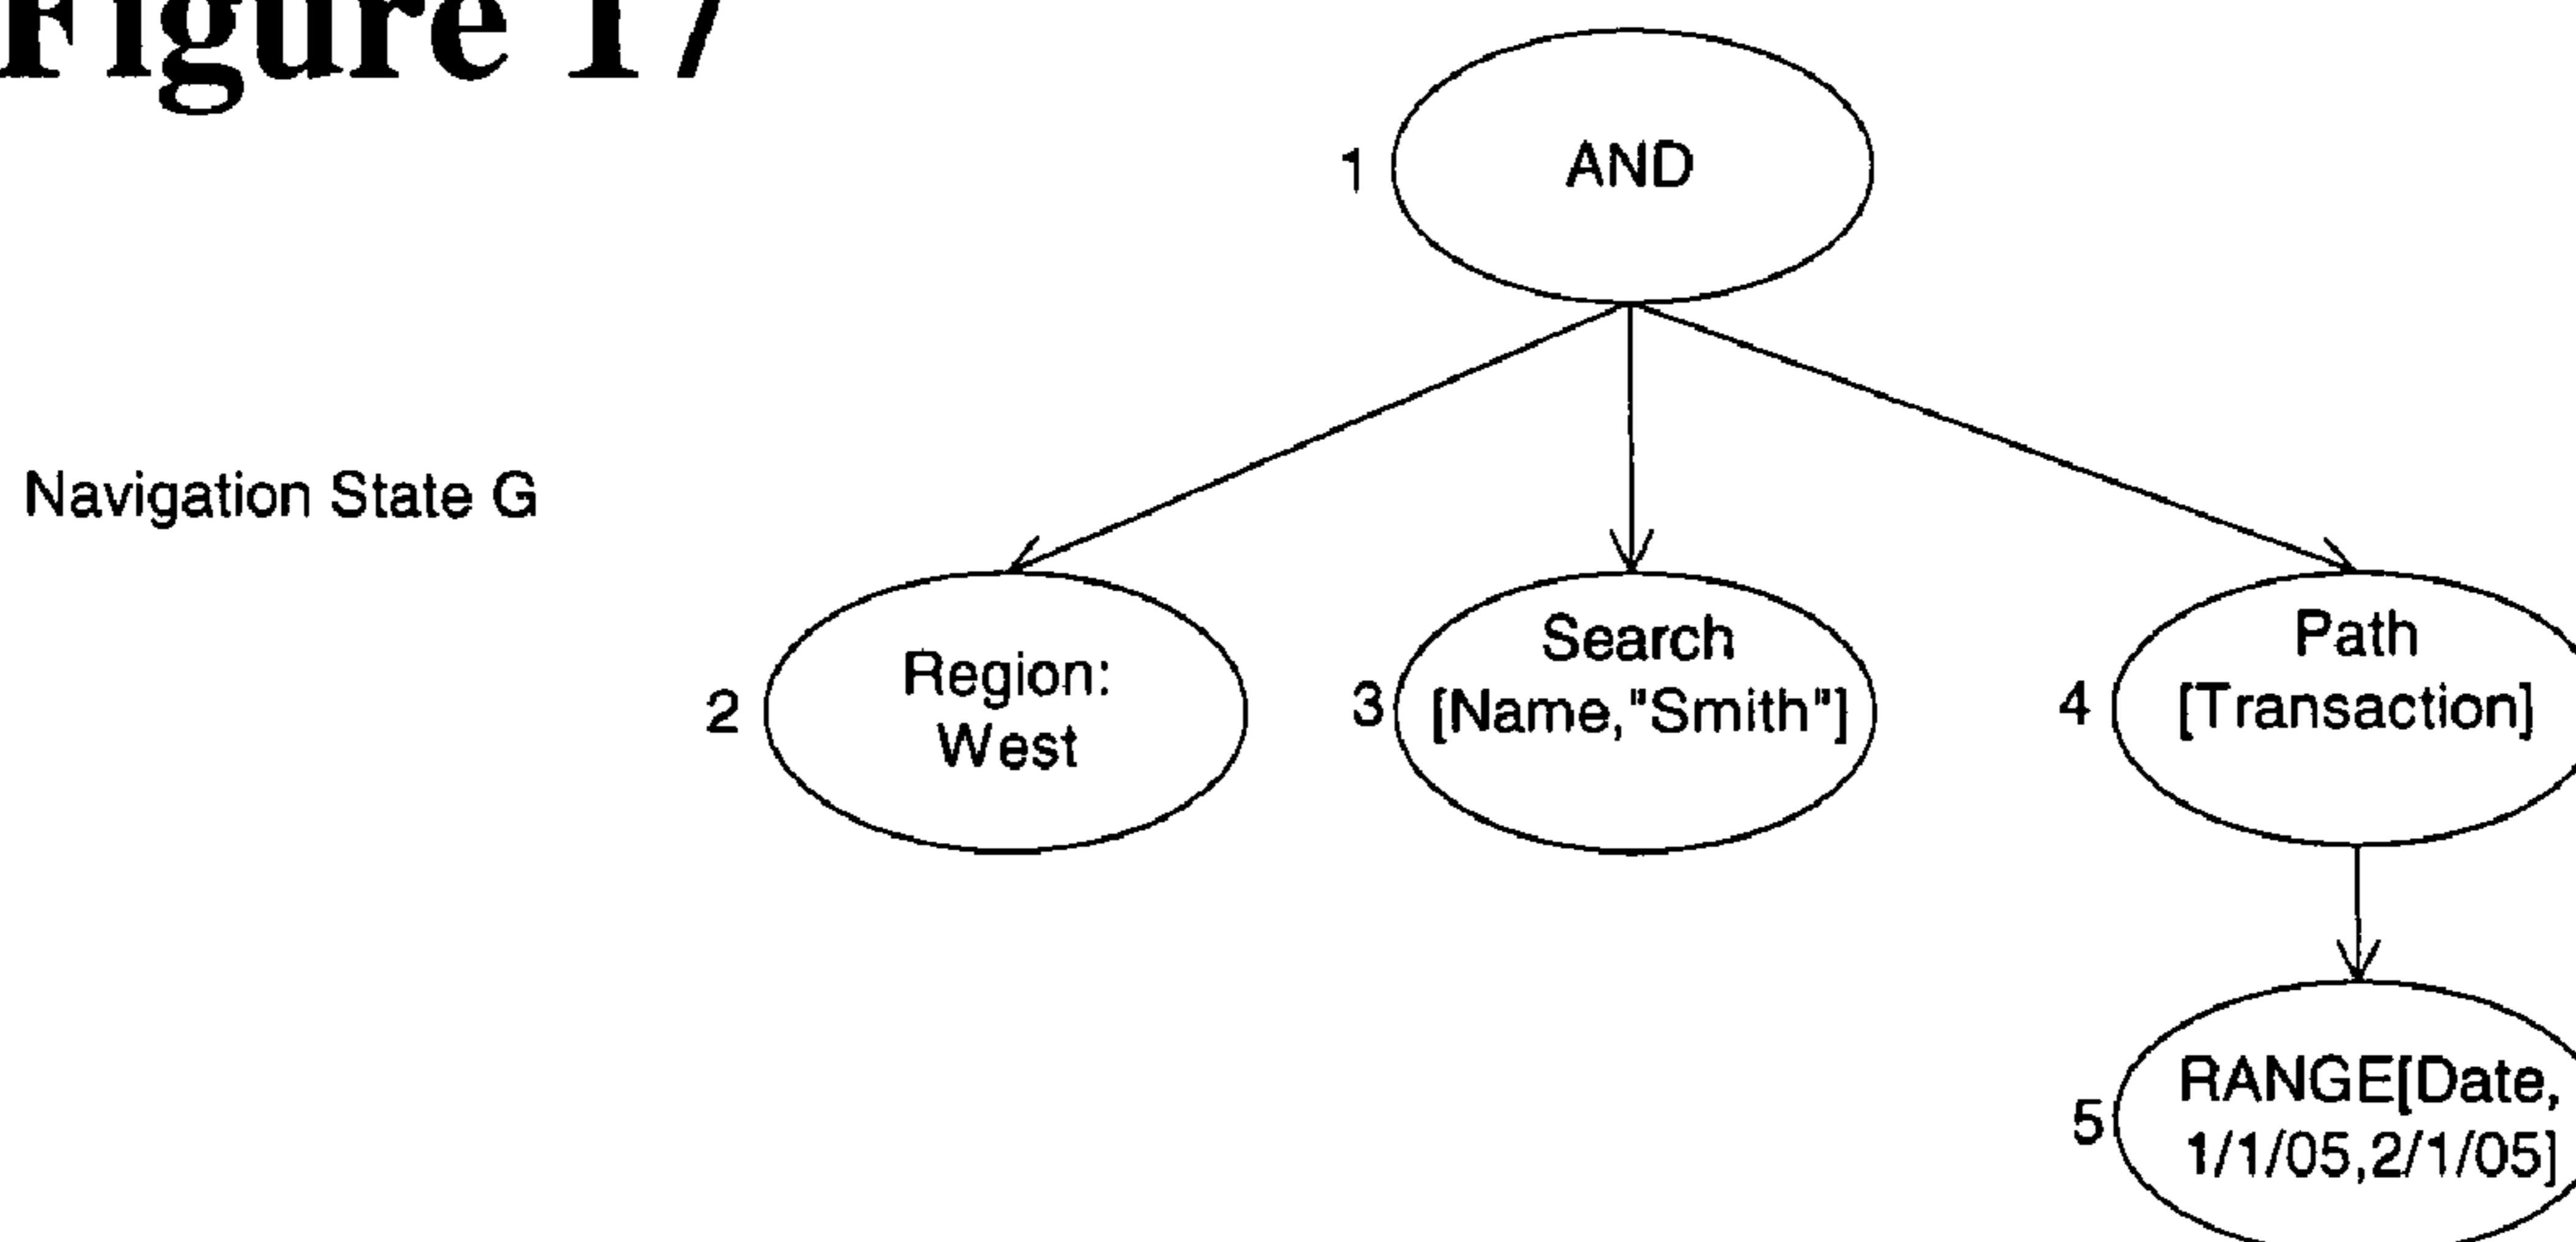 Figure 17
1
AND
Navigation State G
2
Region:
West
3
Search
[Name,"Smith"]
4
Path
[Transaction]
5
RANGE[Date,
1/1/05,2/1/05]